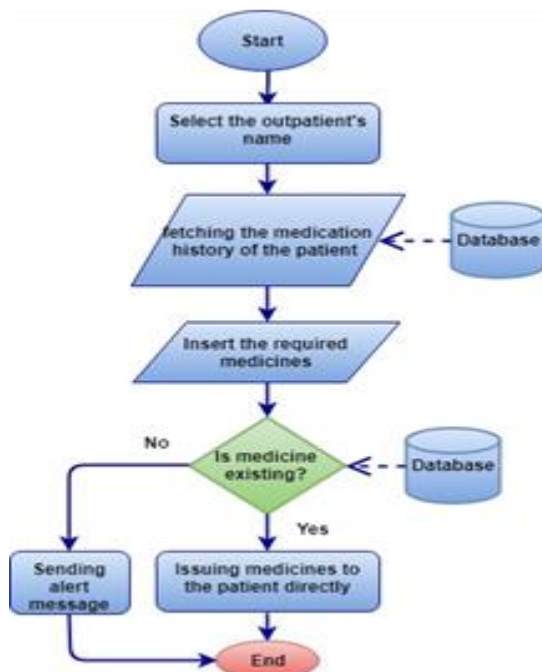 Start
Select the outpatient's
name
fetching the medication
history of the patient
Database
Insert the required
medicines
Is medicine
existing?
Database
No
Yes
Sending
alert
message
Issuing medicines to
the patient directly
End